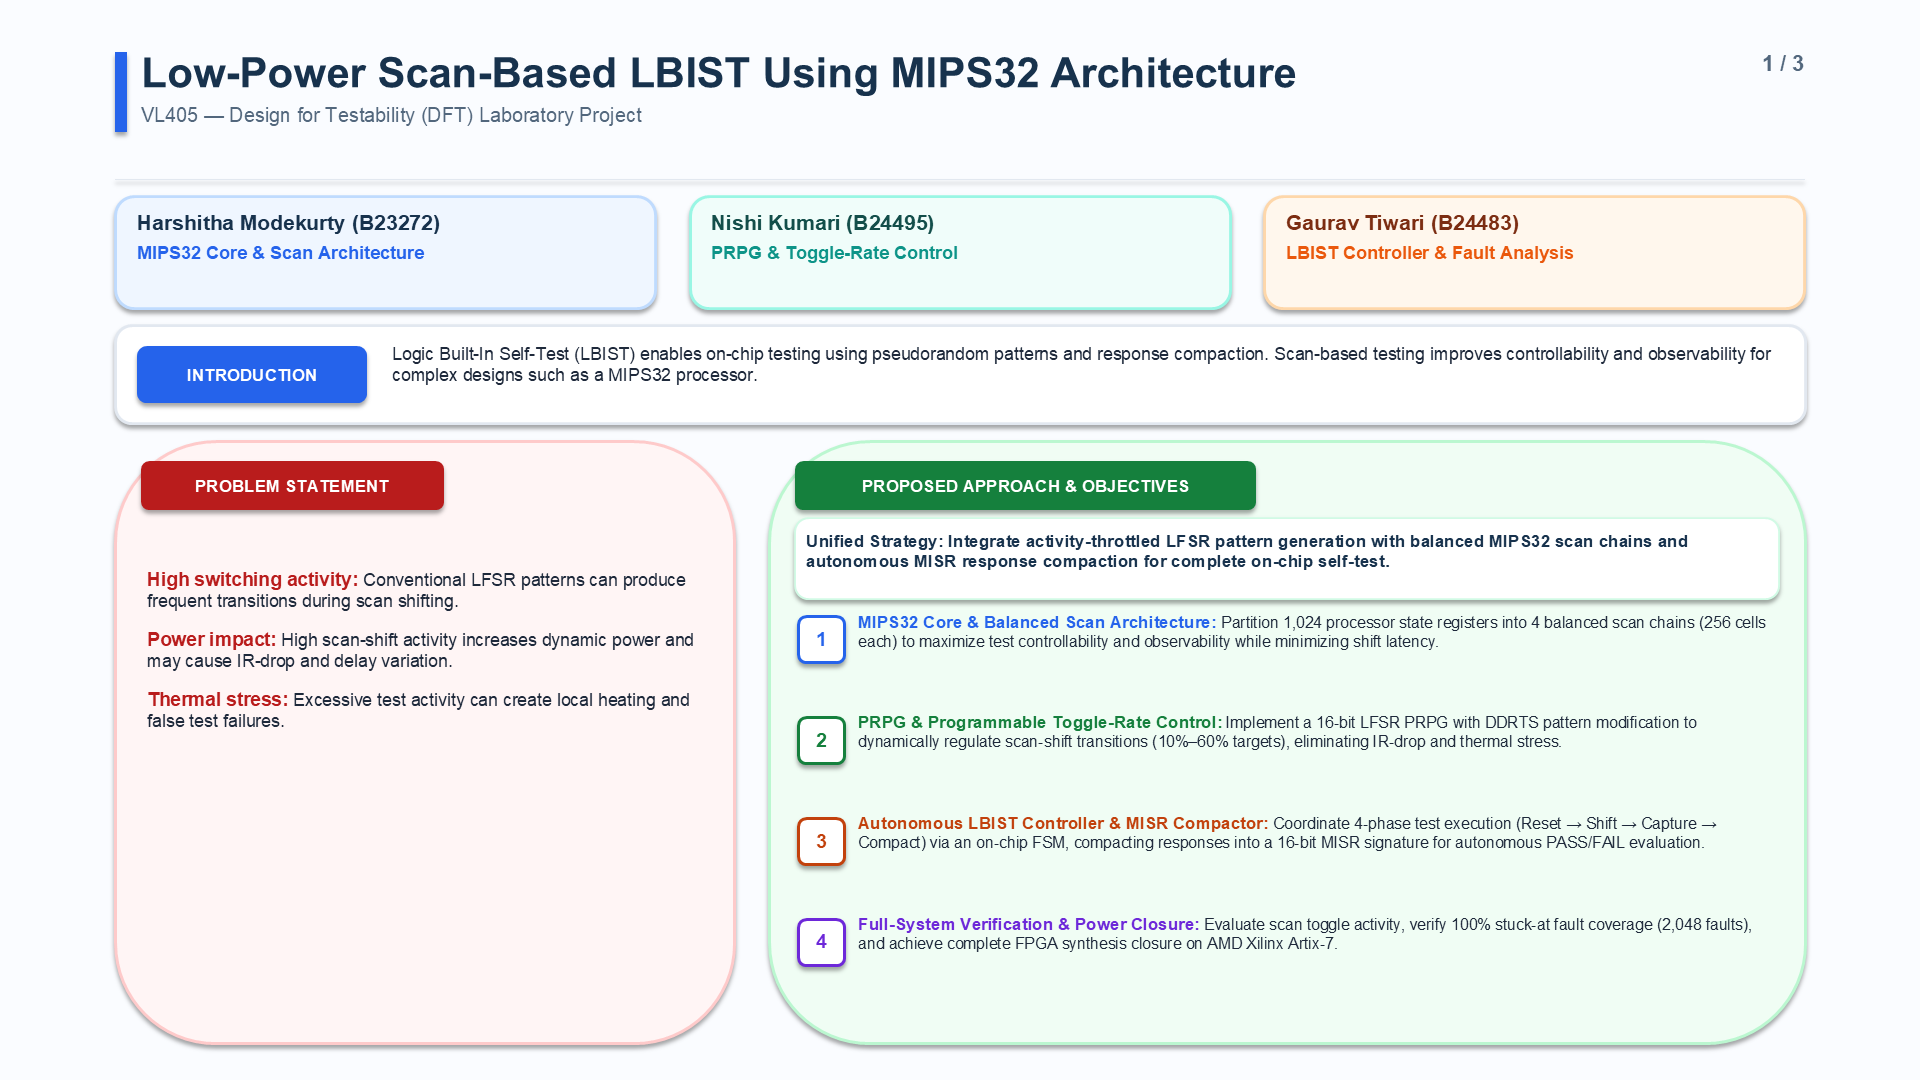 Low-Power Scan-Based LBIST Using MIPS32 Architecture
1 / 3
VL405 — Design for Testability (DFT) Laboratory Project
Harshitha Modekurty (B23272)
MIPS32 Core & Scan Architecture
Nishi Kumari (B24495)
PRPG & Toggle-Rate Control
Gaurav Tiwari (B24483)
LBIST Controller & Fault Analysis
INTRODUCTION
Logic Built-In Self-Test (LBIST) enables on-chip testing using pseudorandom patterns and response compaction. Scan-based testing improves controllability and observability for
complex designs such as a MIPS32 processor.
PROBLEM STATEMENT
High switching activity: Conventional LFSR patterns can produce
frequent transitions during scan shifting.
Power impact: High scan-shift activity increases dynamic power and
may cause IR-drop and delay variation.
Thermal stress: Excessive test activity can create local heating and
false test failures.
PROPOSED APPROACH & OBJECTIVES
Unified Strategy: Integrate activity-throttled LFSR pattern generation with balanced MIPS32 scan chains and
autonomous MISR response compaction for complete on-chip self-test.
1
MIPS32 Core & Balanced Scan Architecture: Partition 1,024 processor state registers into 4 balanced scan chains (256 cells
each) to maximize test controllability and observability while minimizing shift latency.
2
PRPG & Programmable Toggle-Rate Control: Implement a 16-bit LFSR PRPG with DDRTS pattern modification to
dynamically regulate scan-shift transitions (10%–60% targets), eliminating IR-drop and thermal stress.
3
Autonomous LBIST Controller & MISR Compactor: Coordinate 4-phase test execution (Reset → Shift → Capture →
Compact) via an on-chip FSM, compacting responses into a 16-bit MISR signature for autonomous PASS/FAIL evaluation.
4
Full-System Verification & Power Closure: Evaluate scan toggle activity, verify 100% stuck-at fault coverage (2,048 faults),
and achieve complete FPGA synthesis closure on AMD Xilinx Artix-7.